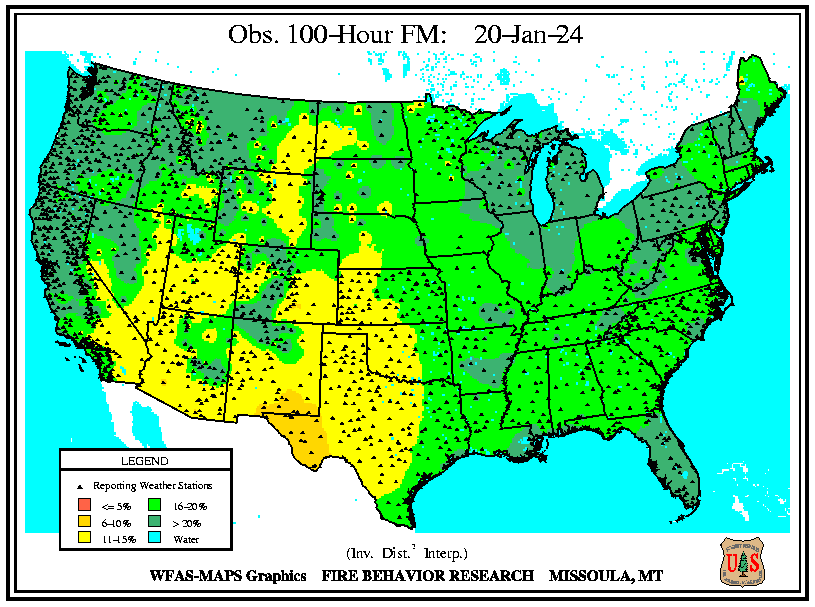 Obs. 100-Hour FM: 20-Jan-24
LEGEND
Reporting Weather Stations
<= 5% 16-20%
6-10% > 20%
11-15% Water
(Inv. Dist.² Interp.)
WFAS-MAPS Graphics FIRE BEHAVIOR RESEARCH MISSOULA, MT
U S